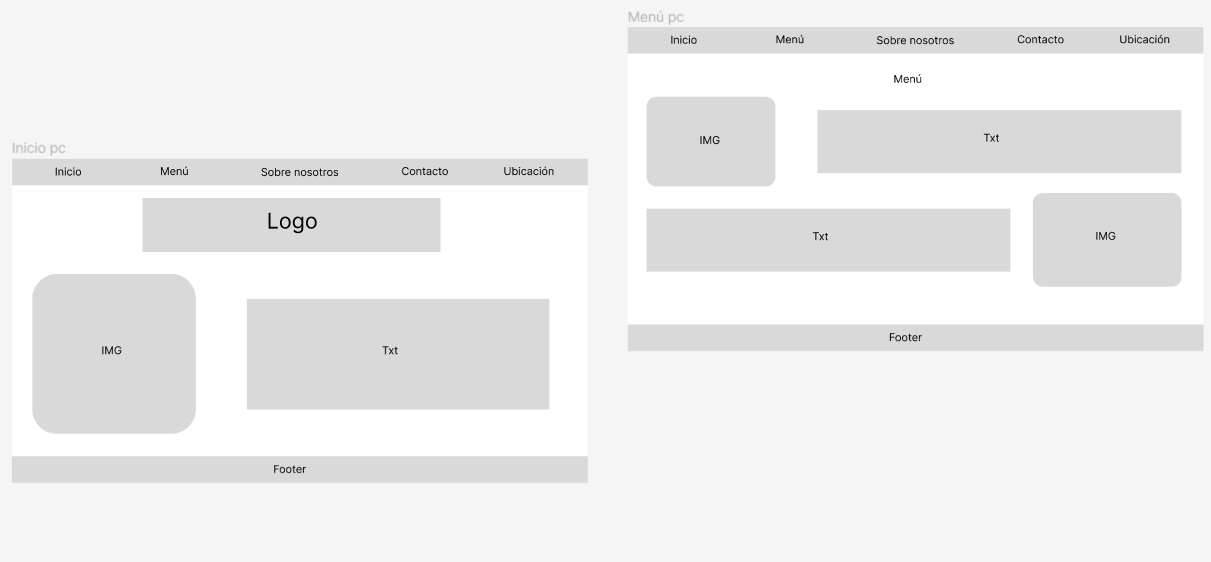 Inicio pc
Inicio Menú Sobre nosotros Contacto Ubicación
Logo
IMG
Txt
Footer
Menú pc
Inicio Menú Sobre nosotros Contacto Ubicación
Menú
IMG
Txt
Txt
IMG
Footer